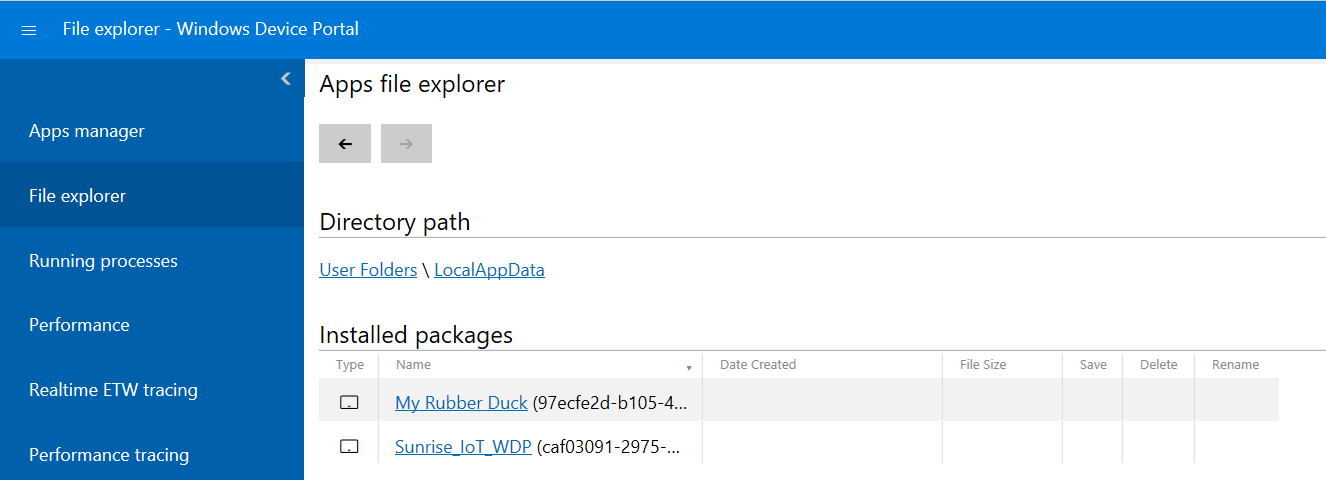 File explorer - Windows Device Portal
Apps manager
File explorer
Running processes
Performance
Realtime ETW tracing
Performance tracing
Apps file explorer
Directory path
User Folders \ LocalAppData
Installed packages
Type Name Date Created File Size Save Delete Rename
My Rubber Duck (97ecfe2d-b105-4...
Sunrise_IoT_WDP (caf03091-2975-...